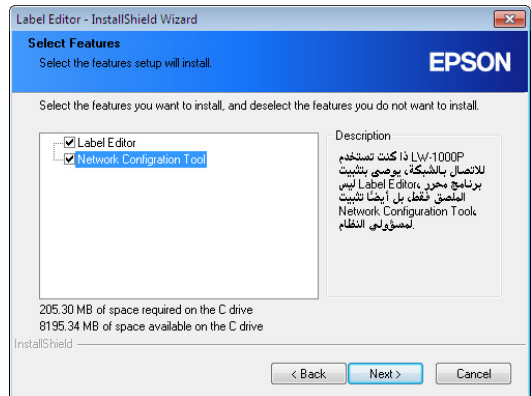 Label Editor - InstallShield Wizard
Select Features
Select the features setup will install.
EPSON
Select the features you want to install, and deselect the features you do not want to install.
Label Editor
Network Configration Tool
Description
LW-1000P ذا كنت تستخدم
للاتصال بالشبكة، يوصى بتثبيت
برنامج محرر ،Label Editor ليس
الملصق فقط، بل أيضًا تثبيت
Network Configuration Tool،
لمسؤولي النظام.
205.30 MB of space required on the C drive
8195.34 MB of space available on the C drive
InstallShield
< Back
Next >
Cancel